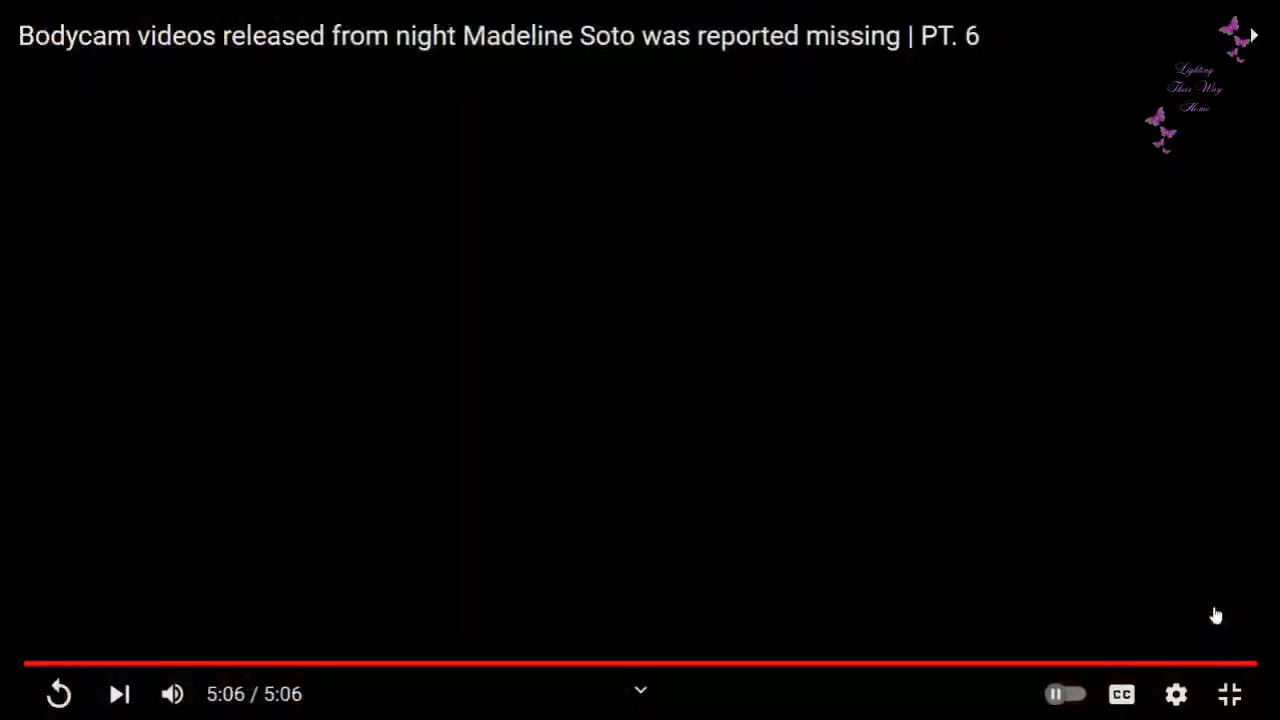 Bodycam videos released from night Madeline Soto was reported missing | PT. 6
Lighting
Their Way
Home
5:06 / 5:06
CC